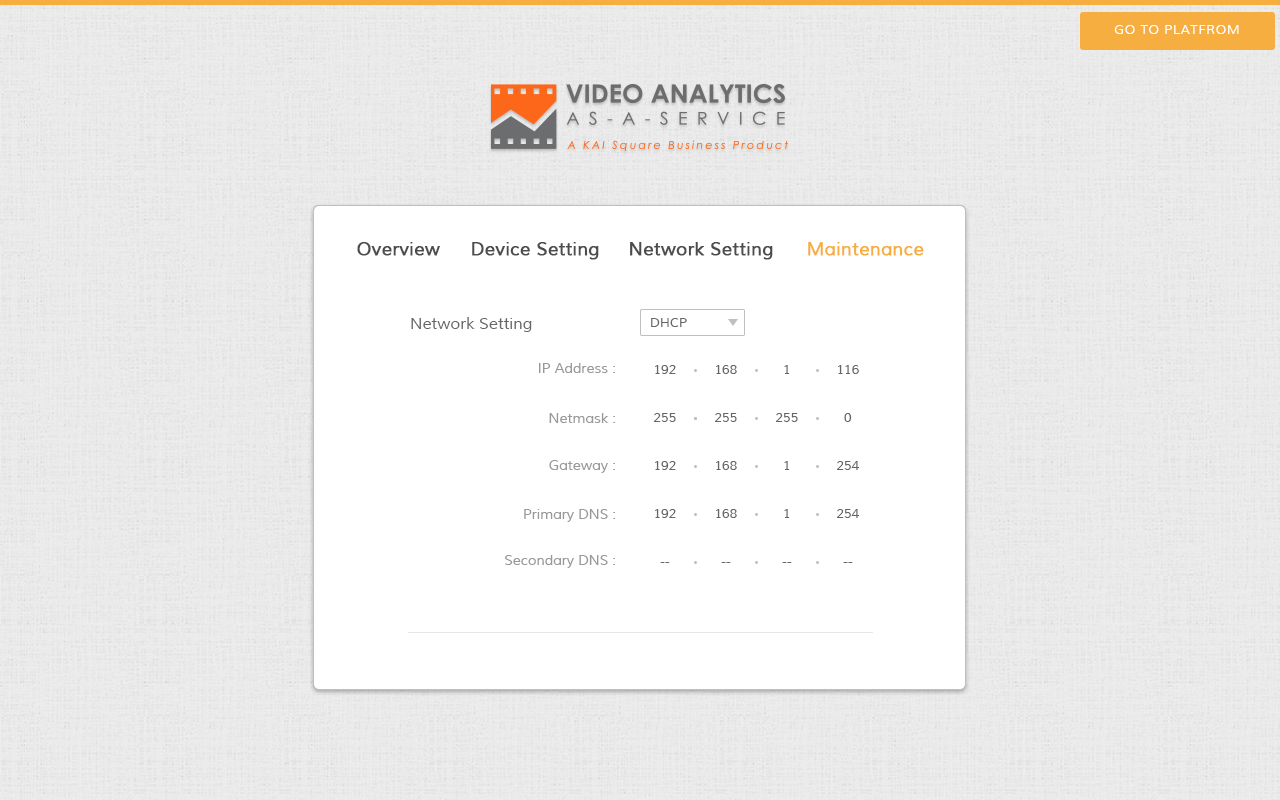 GO TO PLATFROM
VIDEO ANALYTICS
AS-A-SERVICE
A KAI Square Business Product
Overview Device Setting Network Setting Maintenance
Network Setting DHCP
IP Address : 192 . 168 . 1 . 116
Netmask : 255 . 255 . 255 . 0
Gateway : 192 . 168 . 1 . 254
Primary DNS : 192 . 168 . 1 . 254
Secondary DNS : -- . -- . -- . --